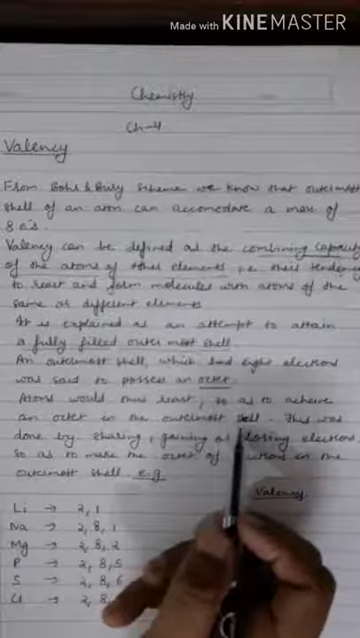 Made with KINEMASTER
Chemistry
Ch-4
Valency
From Bohr & Bury Scheme we know that outermost
shell of an atom can accomodate a max of
8 e⁻s.
Valency can be defined as the combining capacity
of the atoms of other elements i.e. their tendency
to react and form molecules with atoms of the
same or different elements
It is explained as an attempt to attain
a fully filled outer most shell.
An outermost shell, which had eight electrons
was said to possess an octet.
Atoms would thus react, so as to achieve
an octet in the outermost shell. This was
done by sharing, gaining or lossing electrons
so as to make the octet of in the
outermost shell. e.g
Valency
Li → 2, 1
Na → 2, 8, 1
Mg → 2, 8, 2
P → 2, 8, 5
S → 2, 8, 6
Cl → 2, 8,